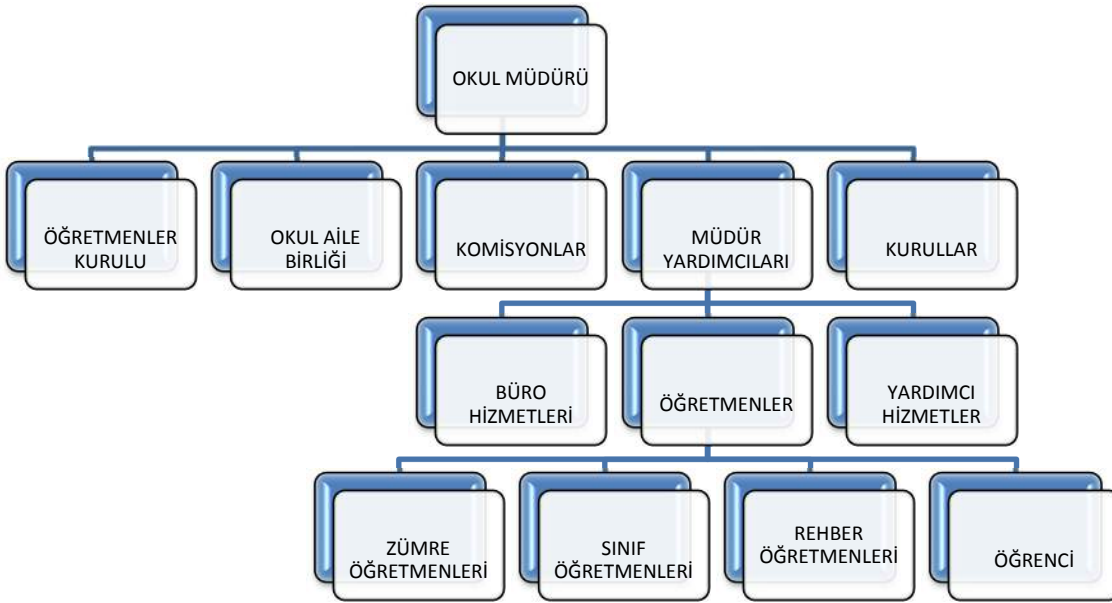 OKUL MÜDÜRÜ
ÖĞRETMENLER
KURULU
OKUL AİLE
BİRLİĞİ
KOMİSYONLAR
MÜDÜR
YARDIMCILARI
KURULLAR
BÜRO
HİZMETLERİ
ÖĞRETMENLER
YARDIMCI
HİZMETLER
ZÜMRE
ÖĞRETMENLERİ
SINIF
ÖĞRETMENLERİ
REHBER
ÖĞRETMENLERİ
ÖĞRENCİ